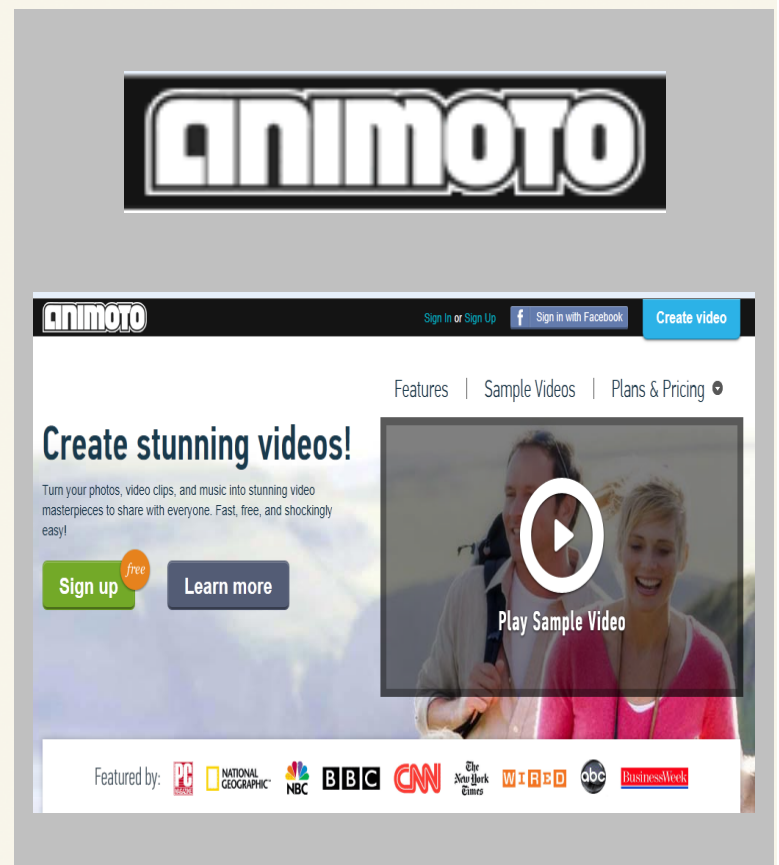 ANIMOTO
ANIMOTO
Sign In or Sign Up
f Sign in with Facebook
Create video
Features | Sample Videos | Plans & Pricing
Create stunning videos!
Turn your photos, video clips, and music into stunning video
masterpieces to share with everyone. Fast, free, and shockingly
easy!
Sign up
free
Learn more
Play Sample Video
Featured by:
PC
MAGAZINE
NATIONAL
GEOGRAPHIC
NBC
BBC
CNN
The
New York
Times
WIRED
abc
BusinessWeek